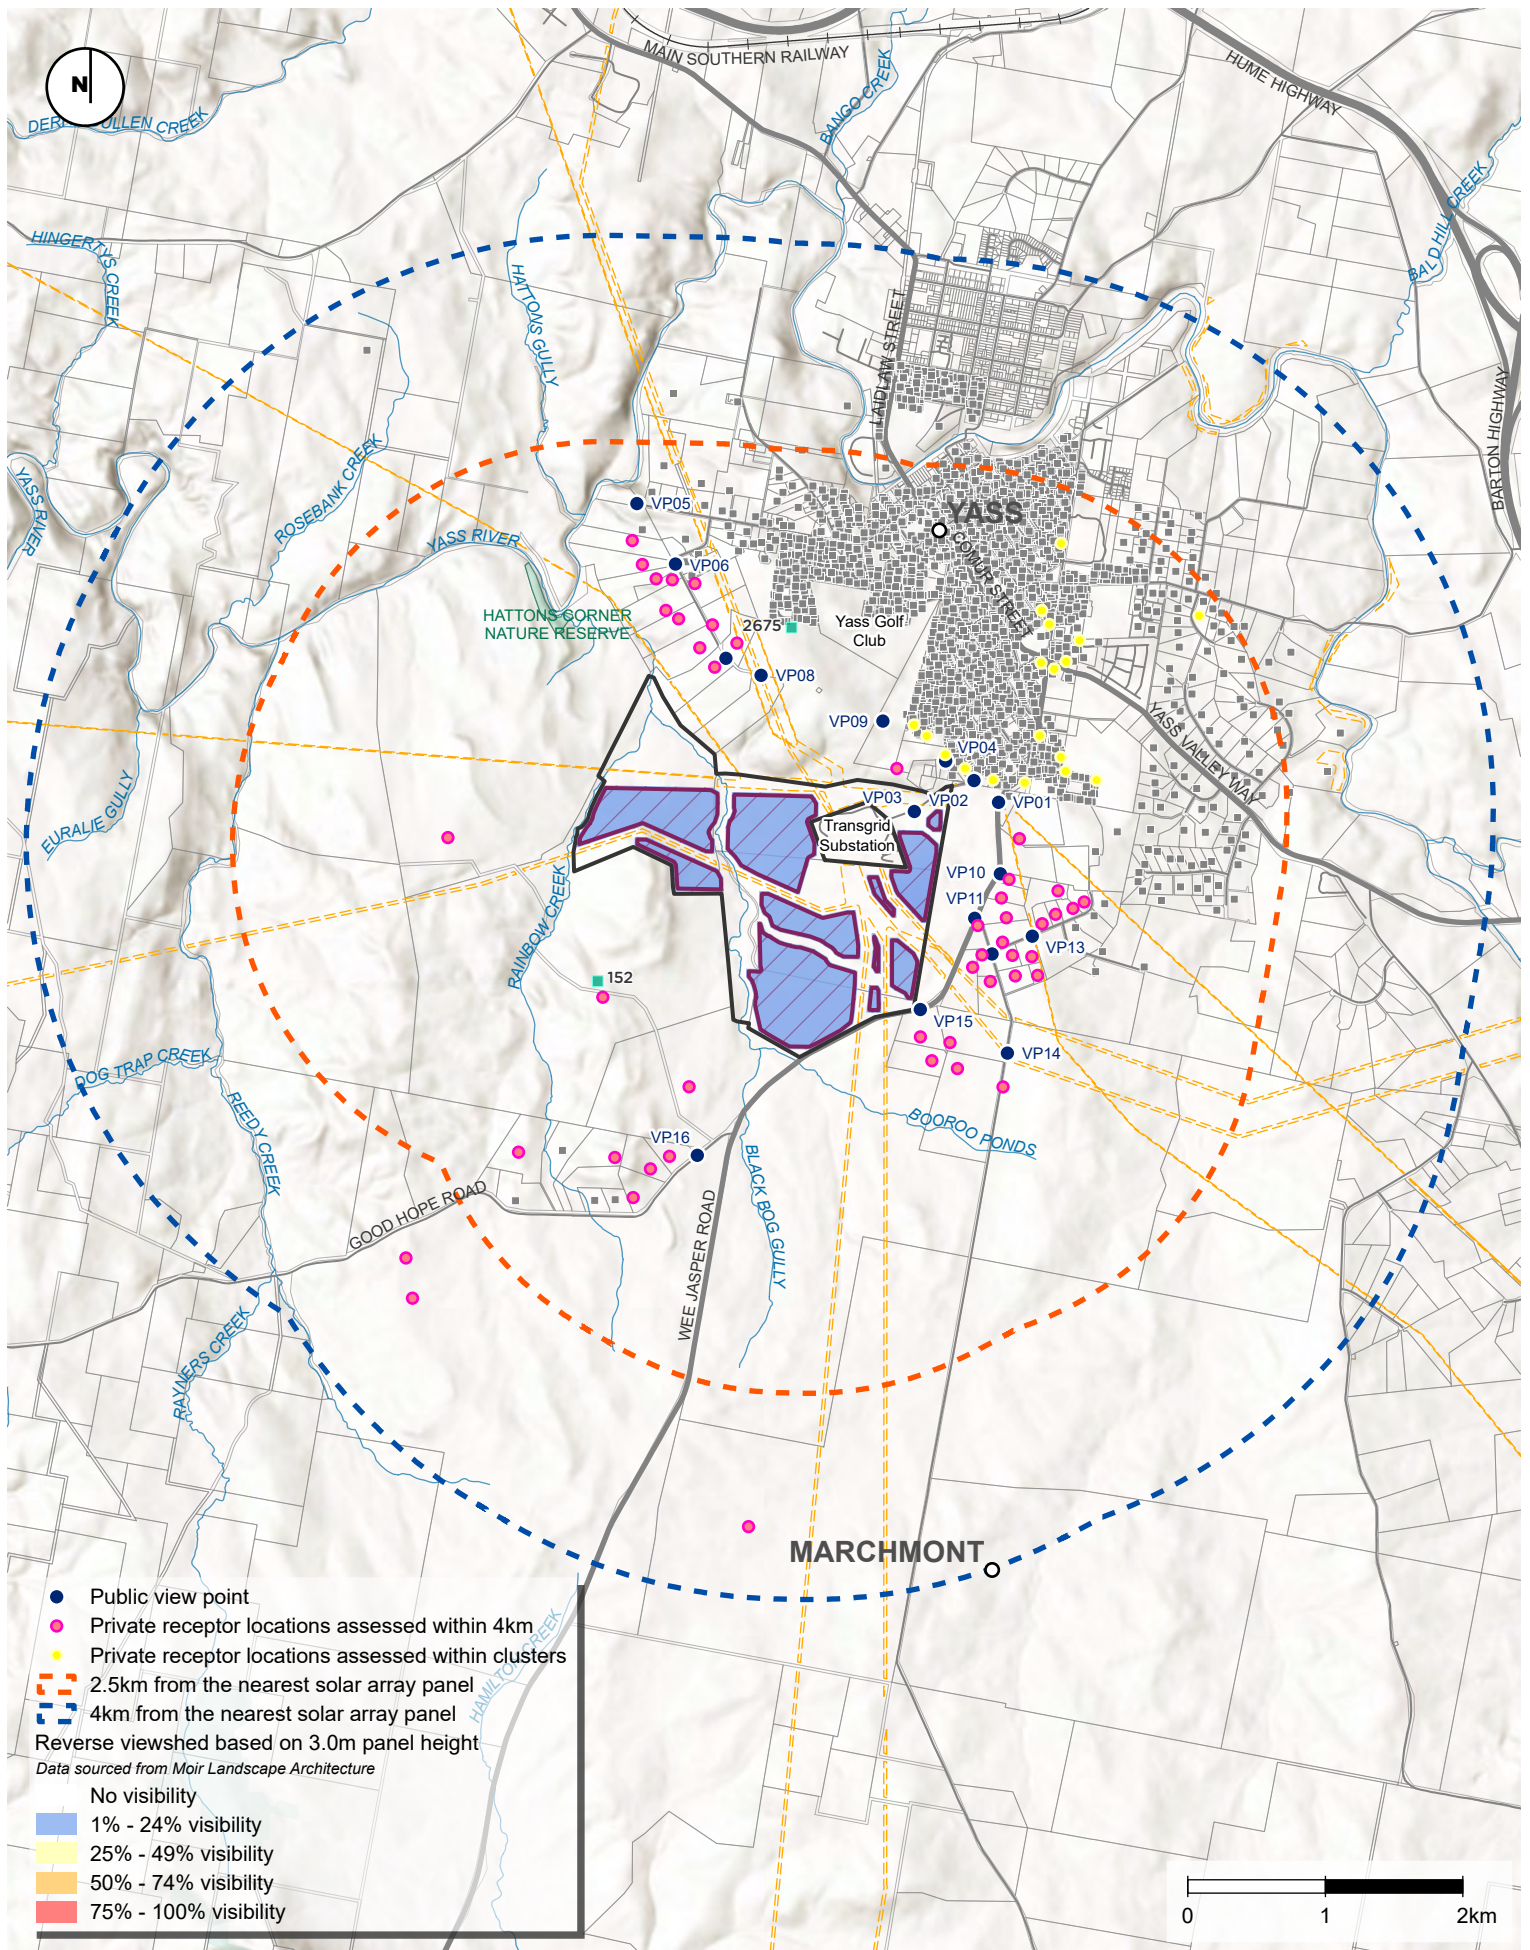 MAIN SOUTHERN RAILWAY
HUME HIGHWAY
BANGO CREEK
N
CREEK
BALD HILL CREEK
HINGERTYS CREEK
HATTONS GULLY
LAIDLAW STREET
BARTON HIGHWAY
ROSEBANK CREEK
YASS RIVER
YASS RIVER
VP05
YASS
COMUR STREET
VP06
HATTONS CORNER
NATURE RESERVE
2675
Yass Golf
Club
VP08
VP09
YASS VALLEY WAY
VP04
EURALIE GULLY
VP03
VP02
VP01
Transgrid
Substation
VP10
VP11
VP13
RAINBOW CREEK
152
VP15
VP14
DOG TRAP CREEK
REEDY CREEK
BOOROO PONDS
VP16
BLACK BOG GULLY
GOOD HOPE ROAD
WEE JASPER ROAD
RAYNERS CREEK
MARCHMONT
HAMILTON CREEK
Public view point
Private receptor locations assessed within 4km
Private receptor locations assessed within clusters
2.5km from the nearest solar array panel
4km from the nearest solar array panel
Reverse viewshed based on 3.0m panel height
Data sourced from Moir Landscape Architecture
No visibility
1% - 24% visibility
25% - 49% visibility
50% - 74% visibility
75% - 100% visibility
0 1 2km